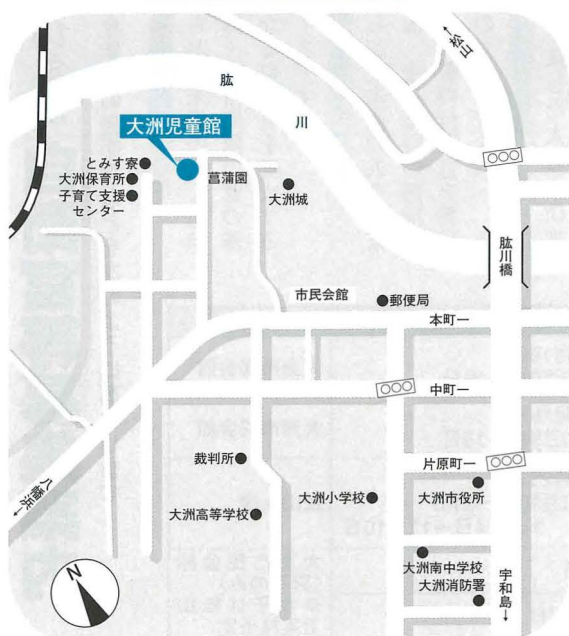 ↑松山
肱
川
大洲児童館
とみす寮
大洲保育所
子育て支援
センター
菖蒲園
大洲城
肱川橋
市民会館
郵便局
本町一
中町一
片原町一
裁判所
大洲市役所
大洲小学校
大洲高等学校
八幡浜↓
大洲南中学校
大洲消防署
宇和島↓
N